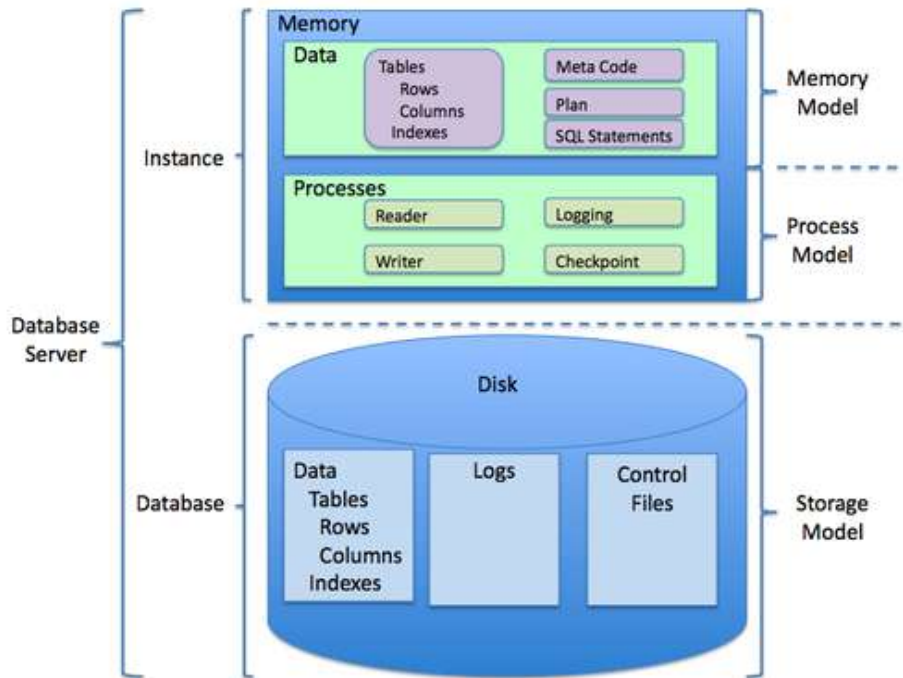 Memory
Data
Tables
Rows
Columns
Indexes
Meta Code
Plan
SQL Statements
Memory
Model
Instance
Processes
Reader
Logging
Writer
Checkpoint
Process
Model
Database
Server
Disk
Data
Tables
Rows
Columns
Indexes
Logs
Control
Files
Database
Storage
Model